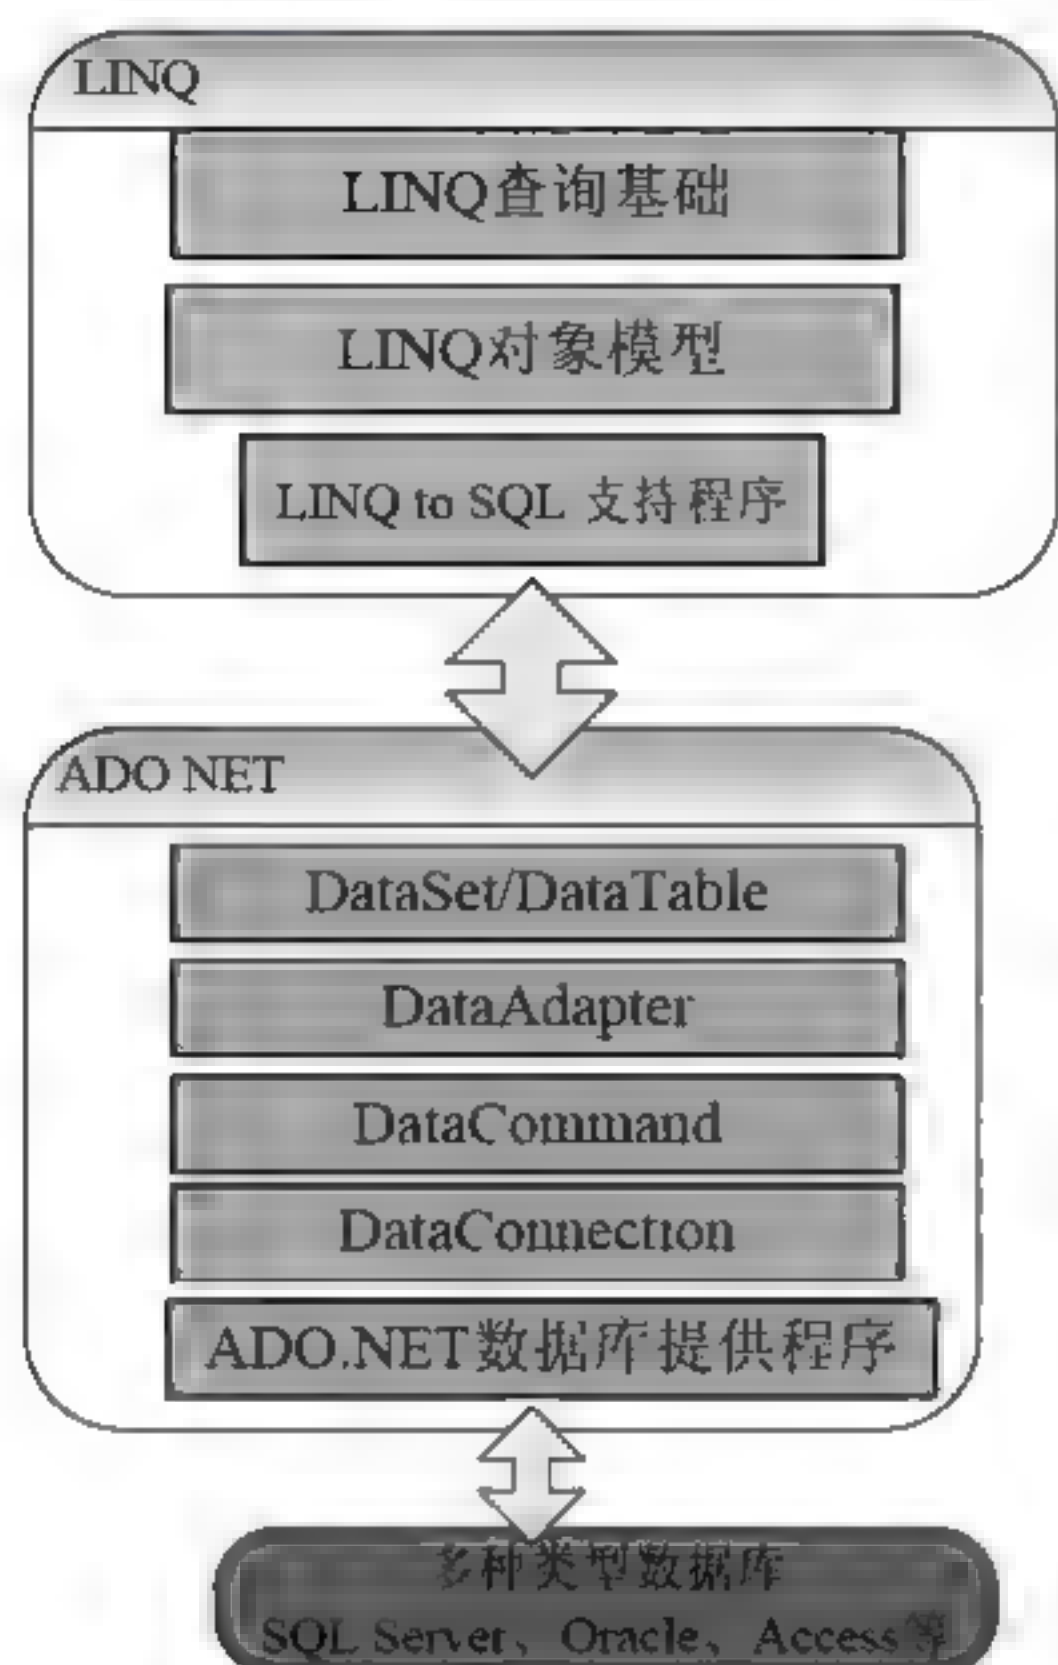 LINQ
LINQ查询基础
LINQ对象模型
LINQ to SQL 支持程序
ADO NET
DataSet/DataTable
DataAdapter
DataCommand
DataConnection
ADO.NET数据库提供程序
多种类型数据库
SQL Server、Oracle、Access等